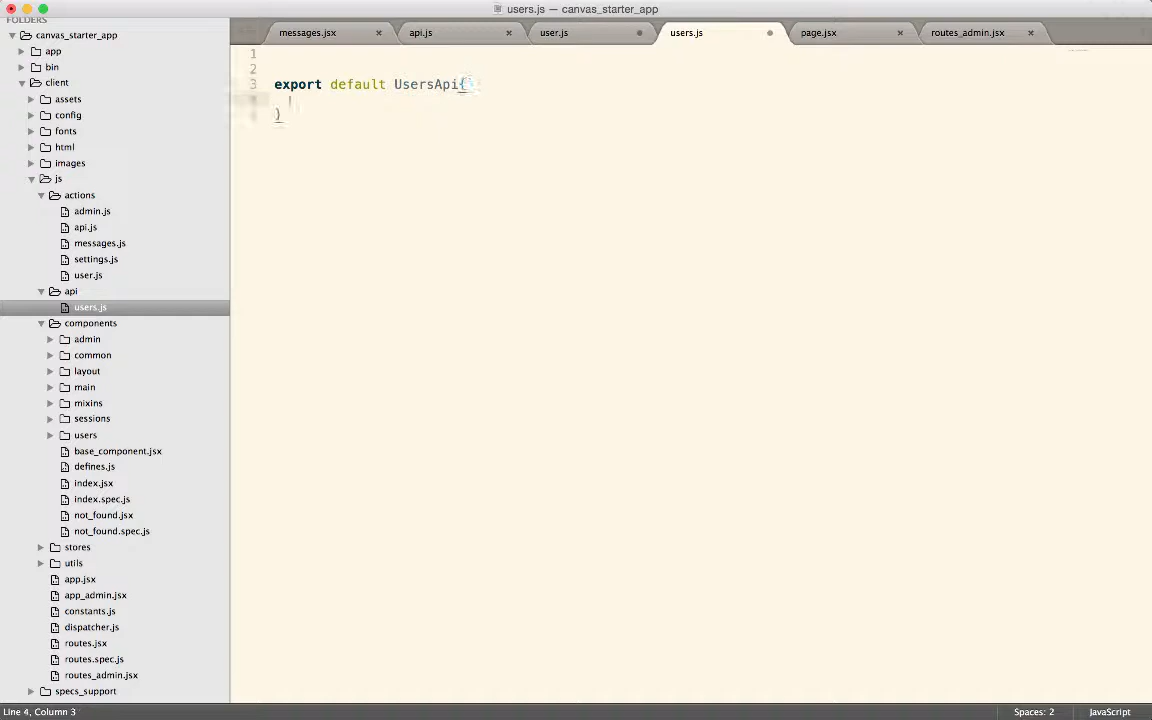 users.js — canvas_starter_app
FOLDERS
canvas_starter_app
app
bin
client
assets
config
fonts
html
images
js
actions
admin.js
api.js
messages.js
settings.js
user.js
api
users.js
components
admin
common
layout
main
mixins
sessions
users
base_component.jsx
defines.js
index.jsx
index.spec.js
not_found.jsx
not_found.spec.js
stores
utils
app.jsx
app_admin.jsx
constants.js
dispatcher.js
routes.jsx
routes.spec.js
routes_admin.jsx
specs_support
messages.jsx
api.js
user.js
users.js
page.jsx
routes_admin.jsx
1
2
3 export default UsersApi{
}
Line 4, Column 3
Spaces: 2
JavaScript